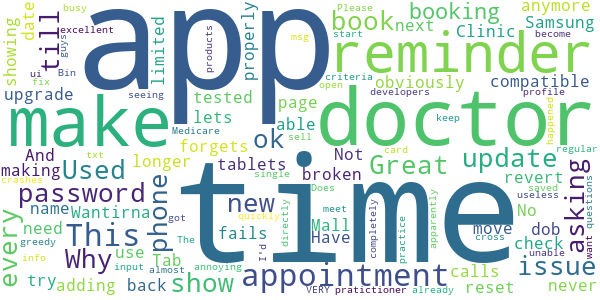 app
time
doctor
make
reminder
appointment
book
booking
update
issue
password
This
Why
phone
new
show
Used
Great
ok
till
every
asking
showing
date
busy
excellent
guys
ui
fix
Bin
upgrade
seeing
products
limited
properly
msg
Please
start
become
next
Clinic
Samsung
anymore
obviously
compatible
criteria
open
developers
profile
keep
happened
tested
lets
page
able
sell
Medicare
And
making
longer
forgets
tablets
broken
Not
card
txt
single
Does
crashes
name
Wantirna
need
Mall
Have
fails
use
Tab
got
The
greedy
info
try
adding
back
input
almost
annoying
quickly
I'd
VERY
directly
meet
practitioner
completely
practice
already
apparently
calls
move
cross
revert
No
dob
check
reset
unable
saved
useless
regular
want
questions
never